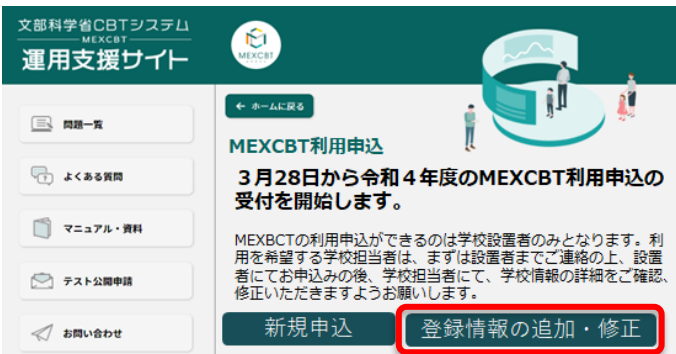 文部科学省CBTシステム
MEXCBT
運用支援サイト
MEXCBT
問題一覧
よくある質問
マニュアル・資料
テスト公開申請
お問い合わせ
← ホームに戻る
MEXCBT利用申込
3月28日から令和4年度のMEXCBT利用申込の
受付を開始します。
MEXBCTの利用申込ができるのは学校設置者のみとなります。利
用を希望する学校担当者は、まずは設置者までご連絡の上、設置
者にてお申込みの後、学校担当者にて、学校情報の詳細をご確認、
修正いただきますようお願いします。
新規申込
登録情報の追加・修正